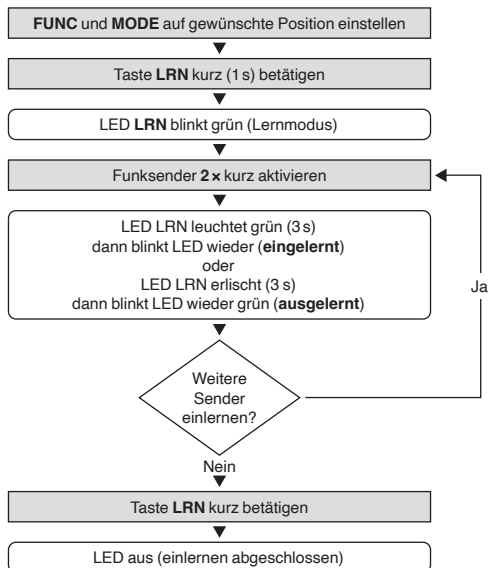 FUNC und MODE auf gewünschte Position einstellen
Taste LRN kurz (1 s) betätigen
LED LRN blinkt grün (Lernmodus)
Funksender 2 × kurz aktivieren
LED LRN leuchtet grün (3 s)
dann blinkt LED wieder (eingelernt)
oder
LED LRN erlischt (3 s)
dann blinkt LED wieder grün (ausgelernt)
Ja
Weitere
Sender
einlernen?
Nein
Taste LRN kurz betätigen
LED aus (einlernen abgeschlossen)